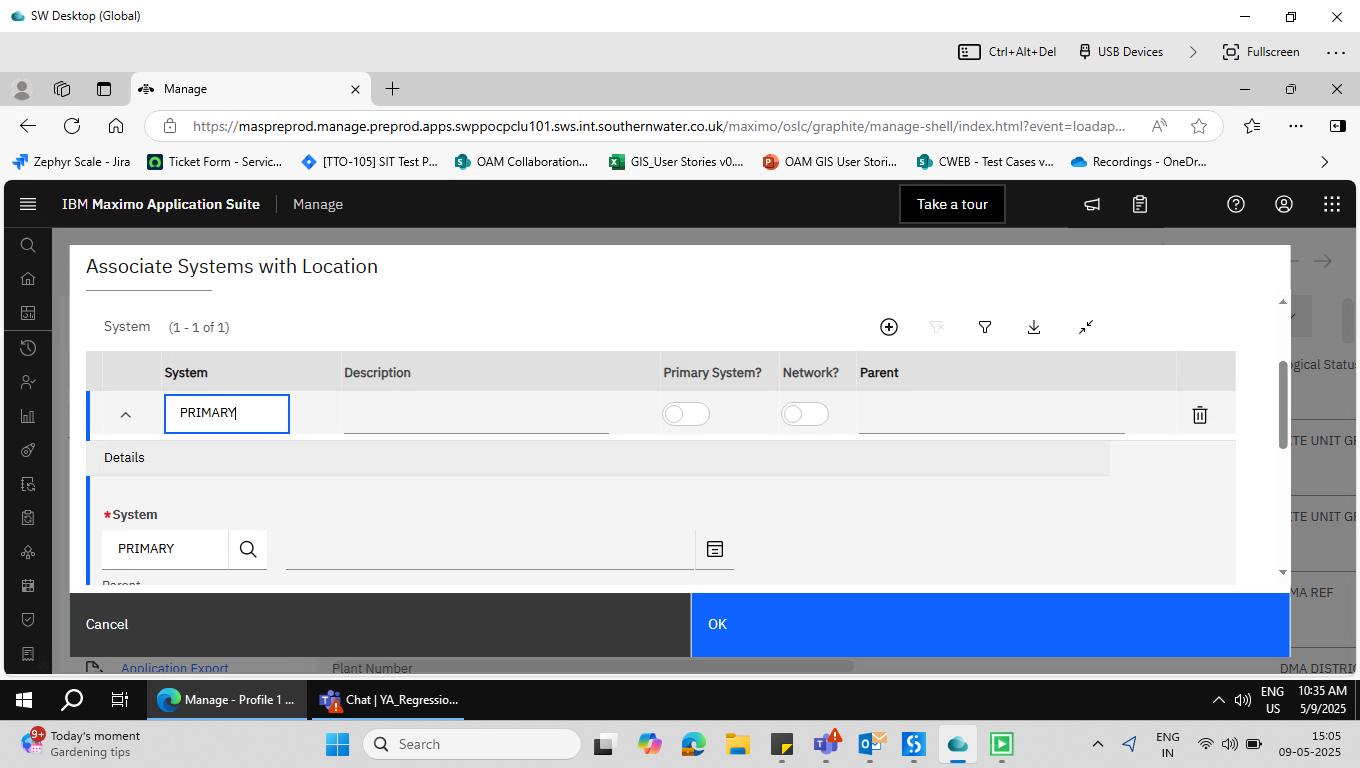 SW Desktop (Global)
Ctrl+Alt+Del
USB Devices
Fullscreen
Manage
https://maspreprod.manage.preprod.apps.swppocpclu101.sws.int.southernwater.co.uk/maximo/oslc/graphite/manage-shell/index.html?event=loadap...
Zephyr Scale - Jira
Ticket Form - Servic...
[TTO-105] SIT Test P...
OAM Collaboration...
GIS_User Stories v0....
OAM GIS User Stori...
CWEB - Test Cases v...
Recordings - OneDr...
IBM Maximo Application Suite
Manage
Take a tour
Associate Systems with Location
System (1 - 1 of 1)
System
Description
Primary System?
Network?
Parent
ogical Statu
PRIMARY
TE UNIT GF
Details
*System
TE UNIT GF
PRIMARY
Parent
MA REF
Cancel
OK
Application Export
Plant Number
DMA DISTRIC
Manage - Profile 1 ...
Chat | YA_Regressio...
ENG
US
10:35 AM
5/9/2025
9+
Today's moment
Gardening tips
Search
ENG
IN
15:05
09-05-2025